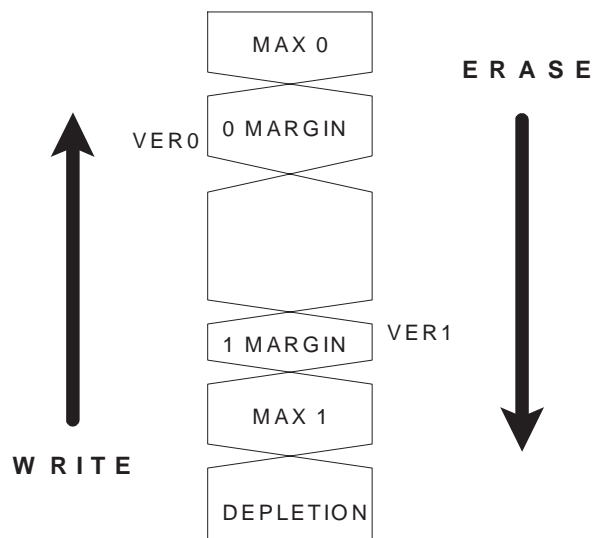 MAX 0
ERASE
0 MARGIN
VER0
VER1
1 MARGIN
MAX 1
WRITE
DEPLETION